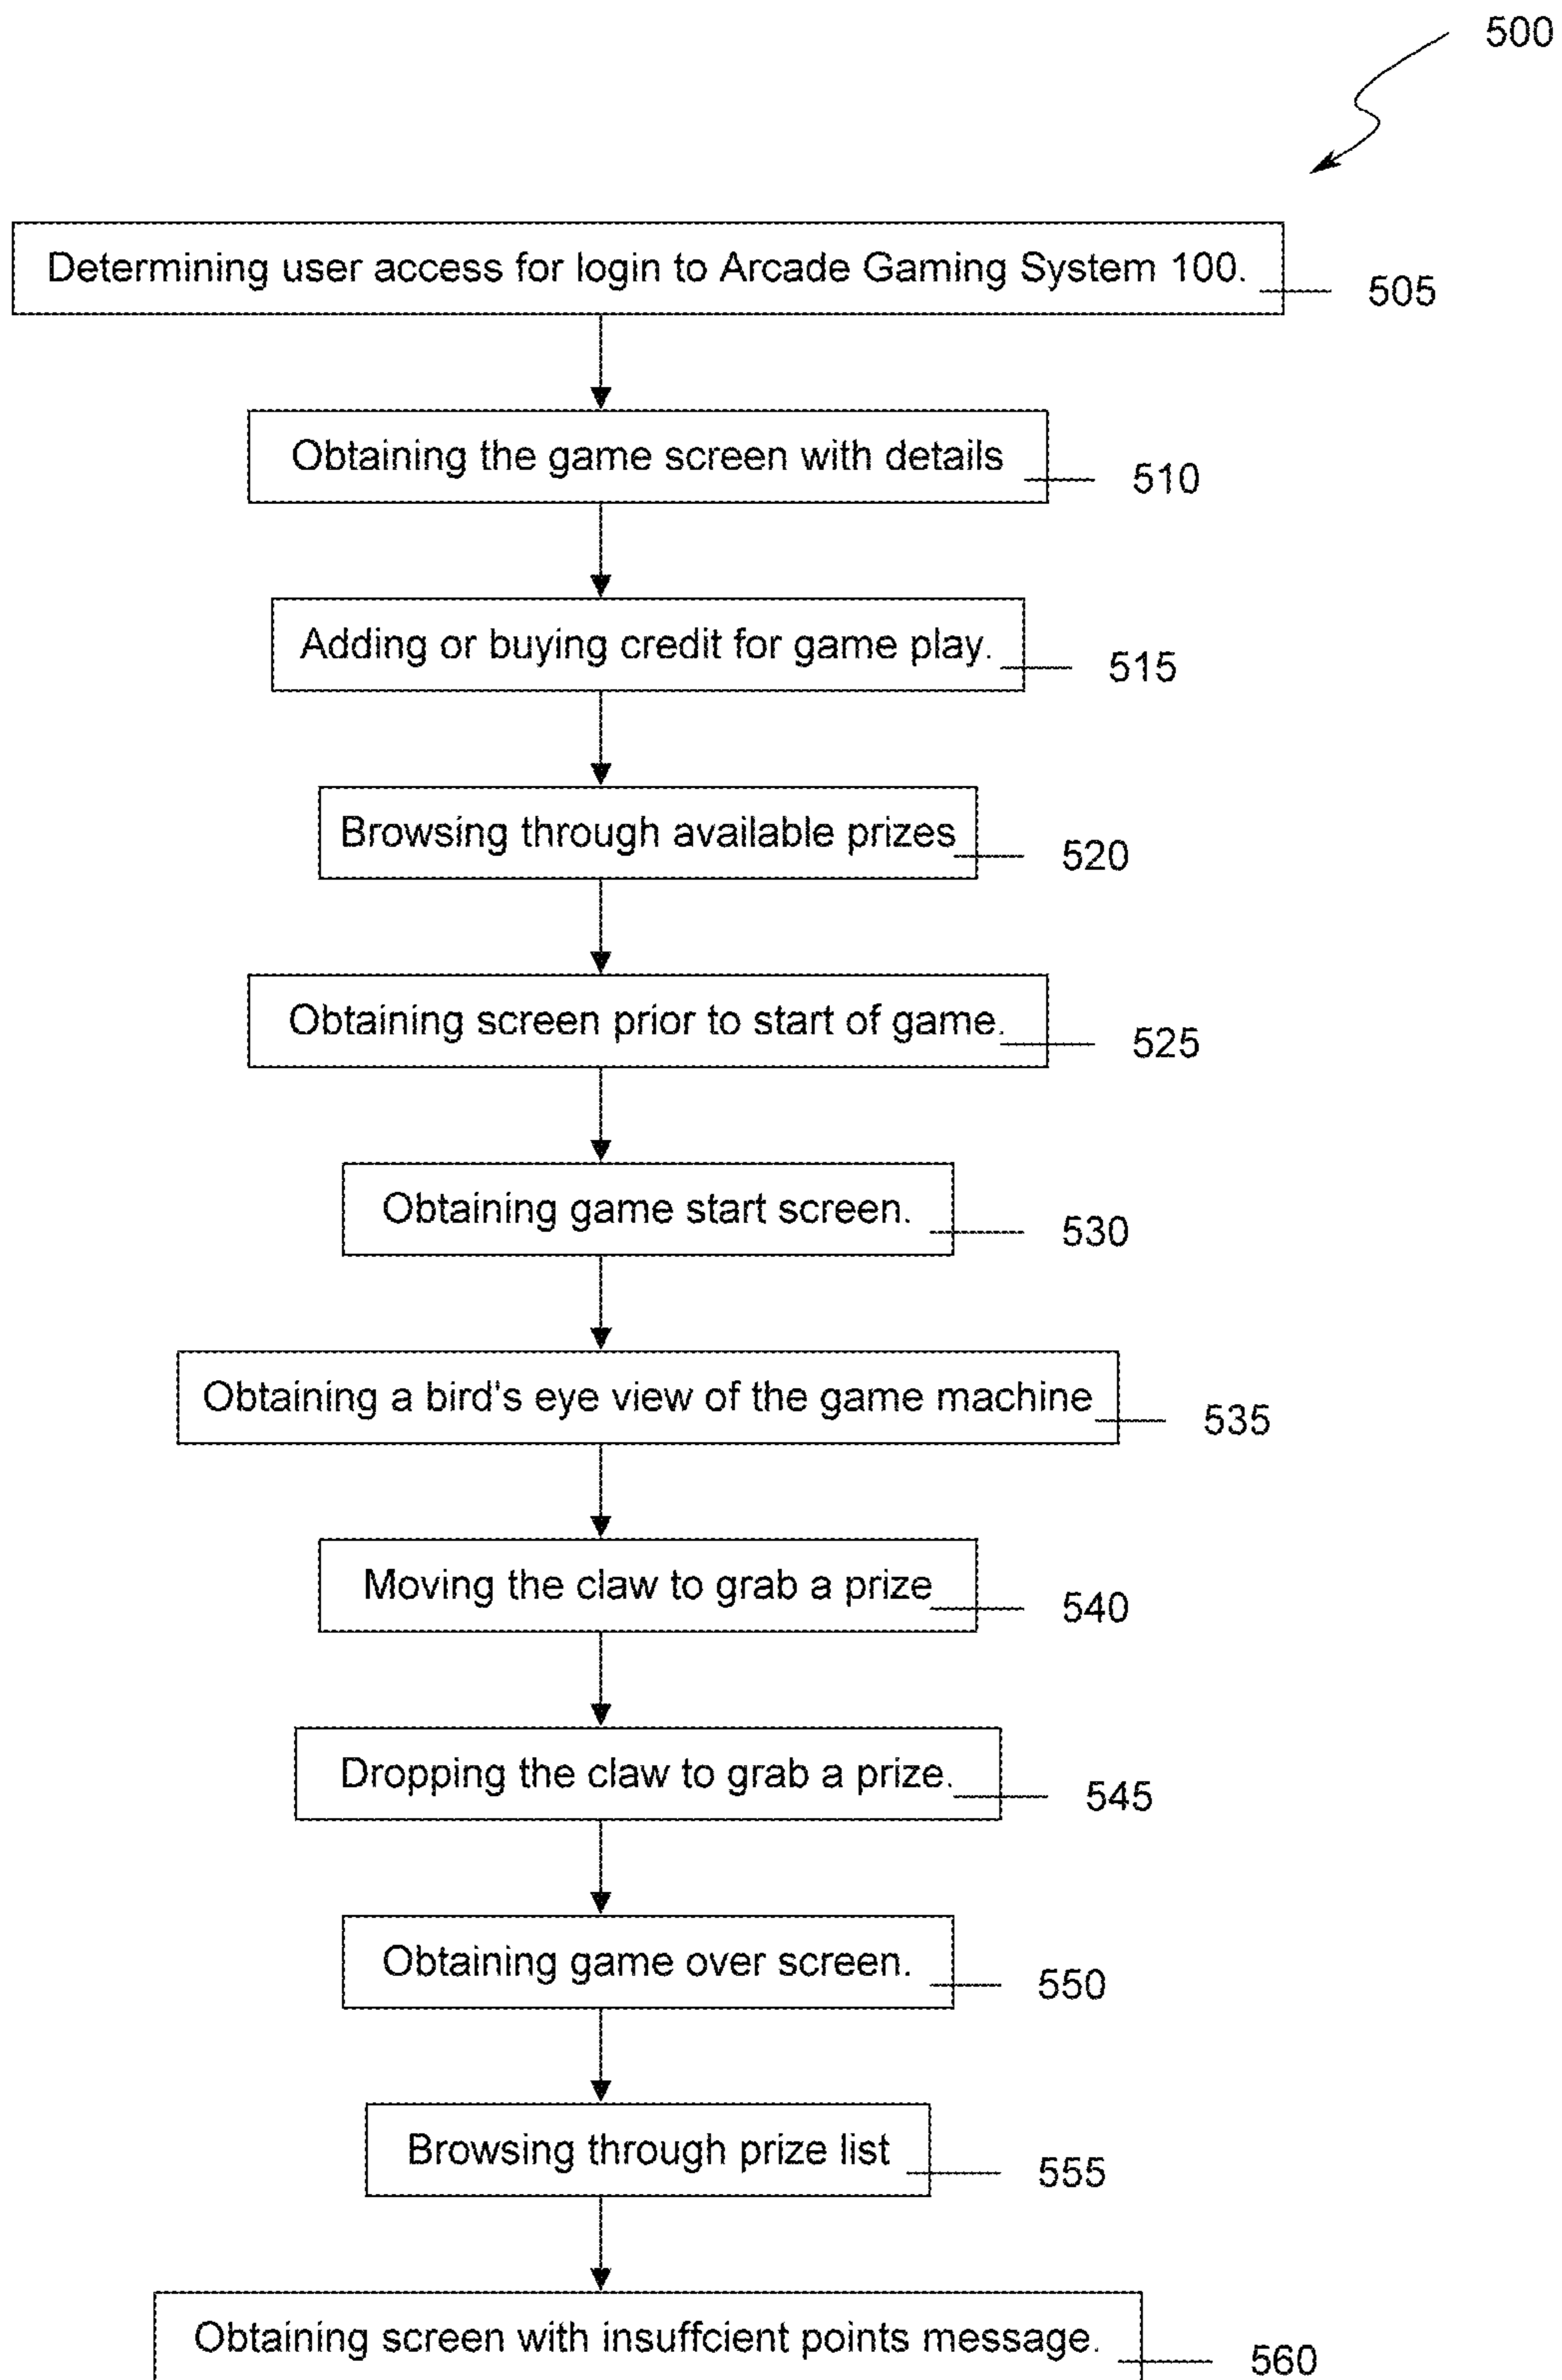 500
Determining user access for login to Arcade Gaming System 100.
505
Obtaining the game screen with details
510
Adding or buying credit for game play.
515
Browsing through available prizes
520
Obtaining screen prior to start of game.
525
Obtaining game start screen.
530
Obtaining a bird's eye view of the game machine
535
Moving the claw to grab a prize
540
Dropping the claw to grab a prize.
545
Obtaining game over screen.
550
Browsing through prize list
555
Obtaining screen with insuffcient points message.
560